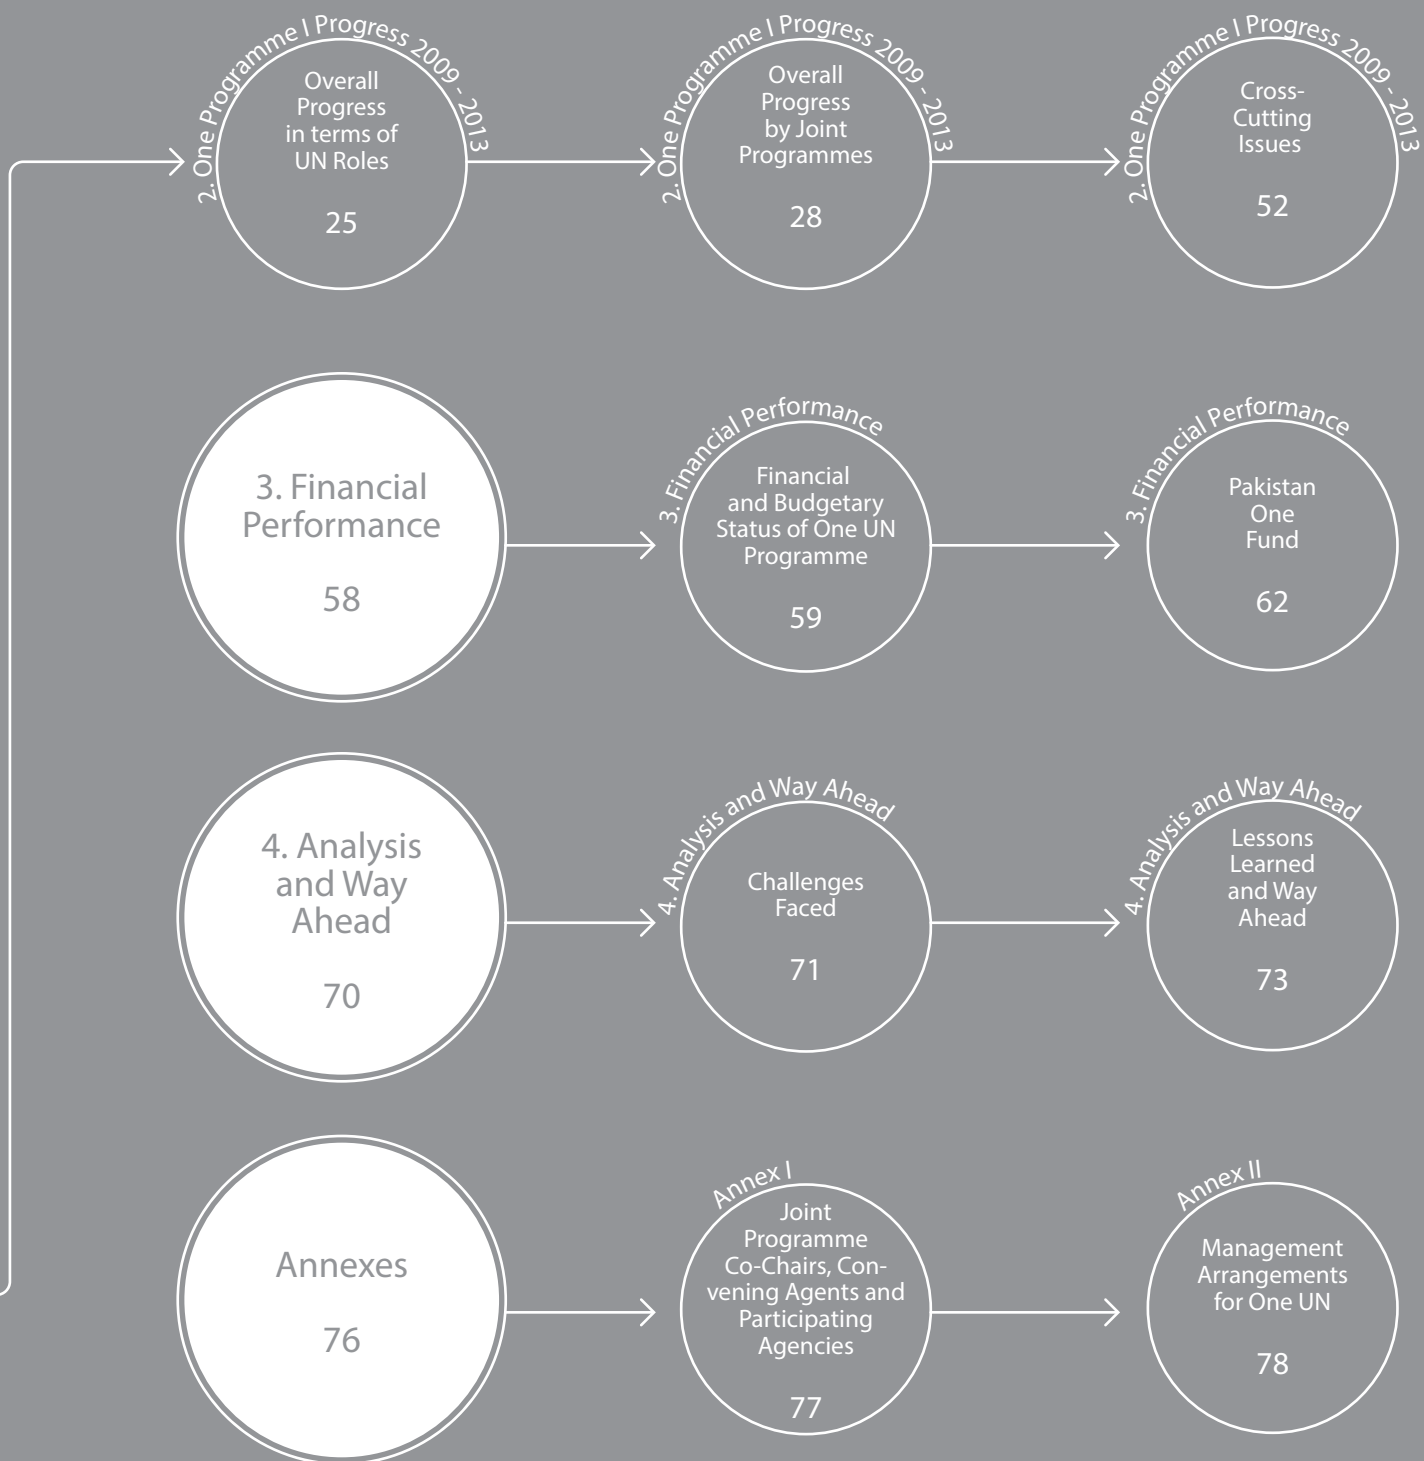 2. One Programme I Progress 2009 - 2013
Overall
Progress
in terms of
UN Roles
25
2. One Programme I Progress 2009 - 2013
Overall
Progress
by Joint
Programmes
28
2. One Programme I Progress 2009 - 2013
Cross-
Cutting
Issues
52
3. Financial
Performance
58
3. Financial Performance
Financial
and Budgetary
Status of One UN
Programme
59
3. Financial Performance
Pakistan
One
Fund
62
4. Analysis
and Way
Ahead
70
4. Analysis and Way Ahead
Challenges
Faced
71
4. Analysis and Way Ahead
Lessons
Learned
and Way
Ahead
73
Annexes
76
Annex I
Joint
Programme
Co-Chairs, Con-
vening Agents and
Participating
Agencies
77
Annex II
Management
Arrangements
for One UN
78